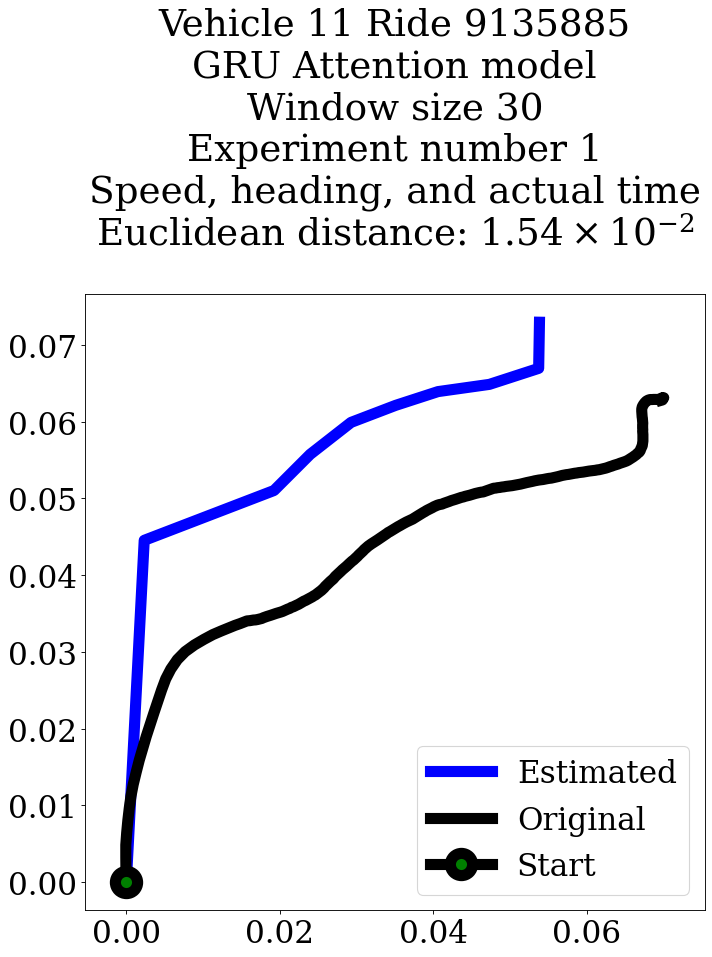 Vehicle 11 Ride 9135885
GRU Attention model
Window size 30
Experiment number 1
Speed, heading, and actual time
Euclidean distance: 1.54 × 10⁻²
0.07
0.06
0.05
0.04
0.03
0.02
0.01
0.00
Estimated
Original
Start
0.00 0.02 0.04 0.06